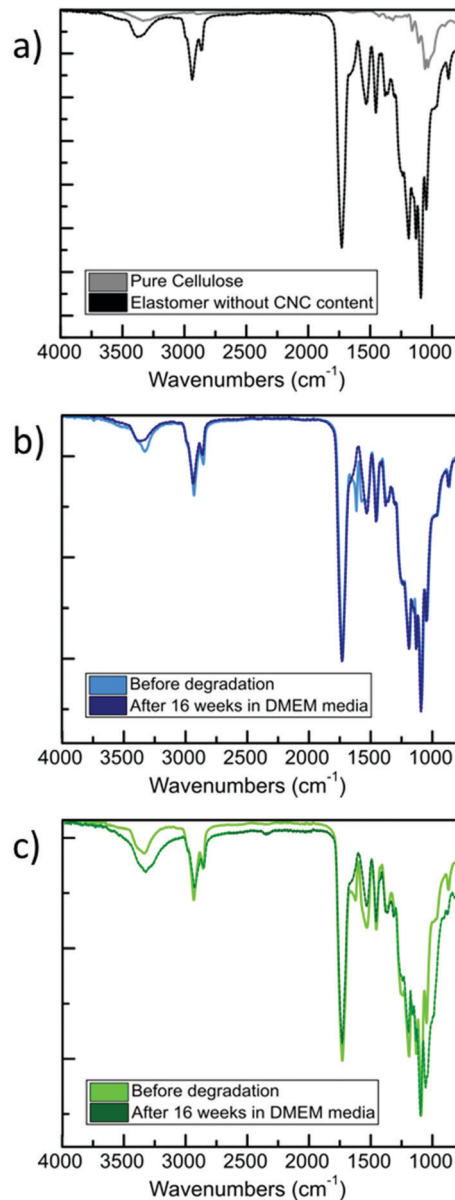 a)
Pure Cellulose
Elastomer without CNC content
4000 3500 3000 2500 2000 1500 1000
Wavenumbers (cm⁻¹)
b)
Before degradation
After 16 weeks in DMEM media
4000 3500 3000 2500 2000 1500 1000
Wavenumbers (cm⁻¹)
c)
Before degradation
After 16 weeks in DMEM media
4000 3500 3000 2500 2000 1500 1000
Wavenumbers (cm⁻¹)